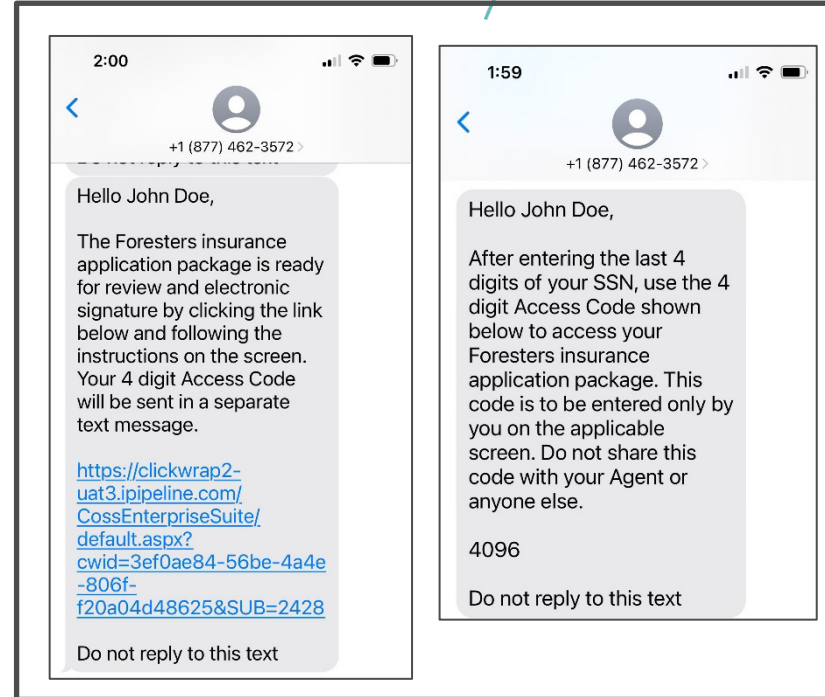 2:00
+1 (877) 462-3572
Do not reply to this text
Hello John Doe,
The Foresters insurance
application package is ready
for review and electronic
signature by clicking the link
below and following the
instructions on the screen.
Your 4 digit Access Code
will be sent in a separate
text message.
https://clickwrap2-
uat3.ipipeline.com/
CossEnterpriseSuite/
default.aspx?
cwid=3ef0ae84-56be-4a4e
-806f-
f20a04d48625&SUB=2428
Do not reply to this text
1:59
+1 (877) 462-3572
Hello John Doe,
After entering the last 4
digits of your SSN, use the 4
digit Access Code shown
below to access your
Foresters insurance
application package. This
code is to be entered only by
you on the applicable
screen. Do not share this
code with your Agent or
anyone else.
4096
Do not reply to this text